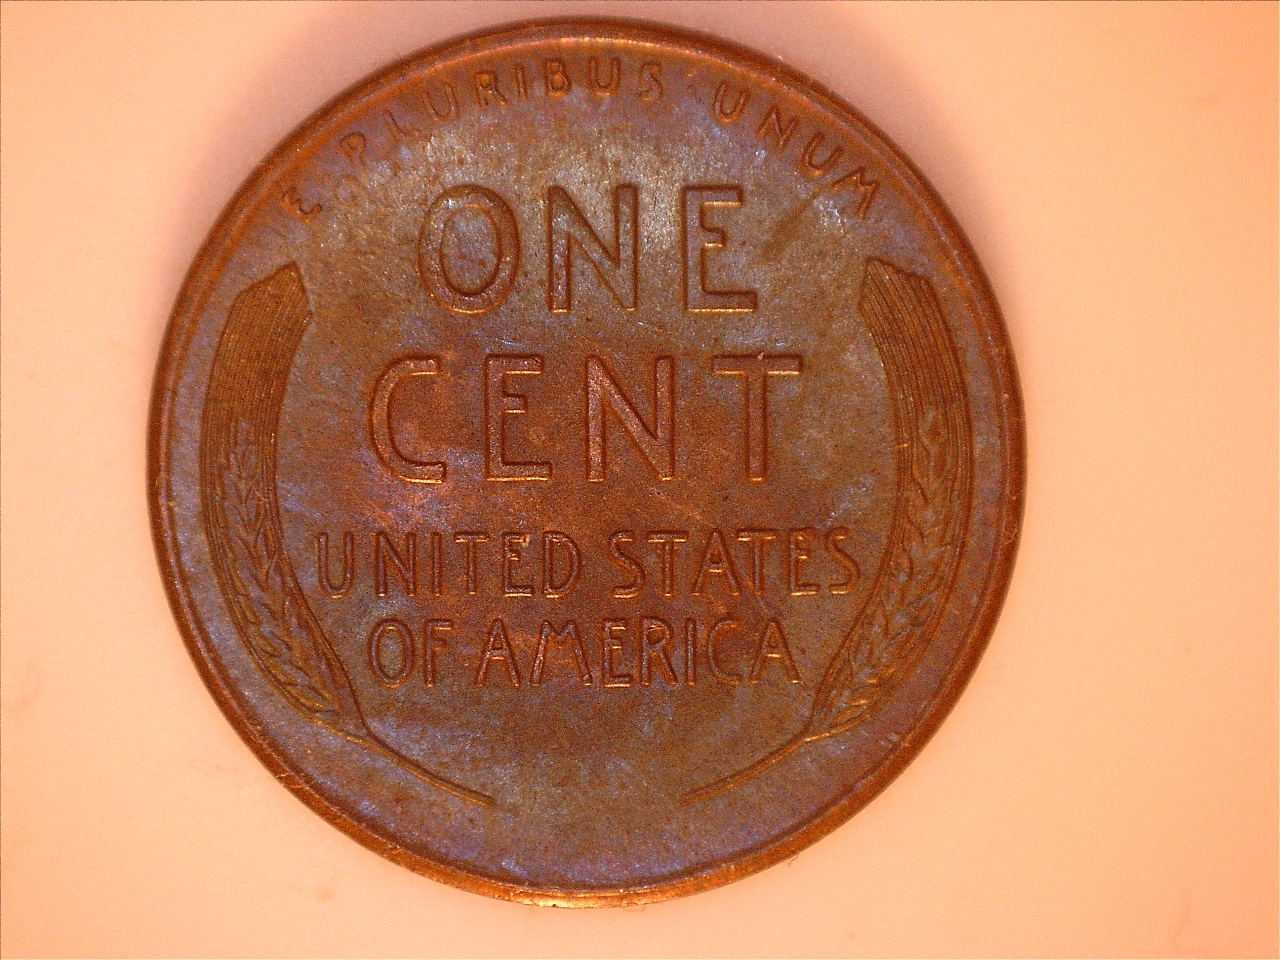 E PLURIBUS · UNUM
ONE
CENT
UNITED STATES
OF AMERICA